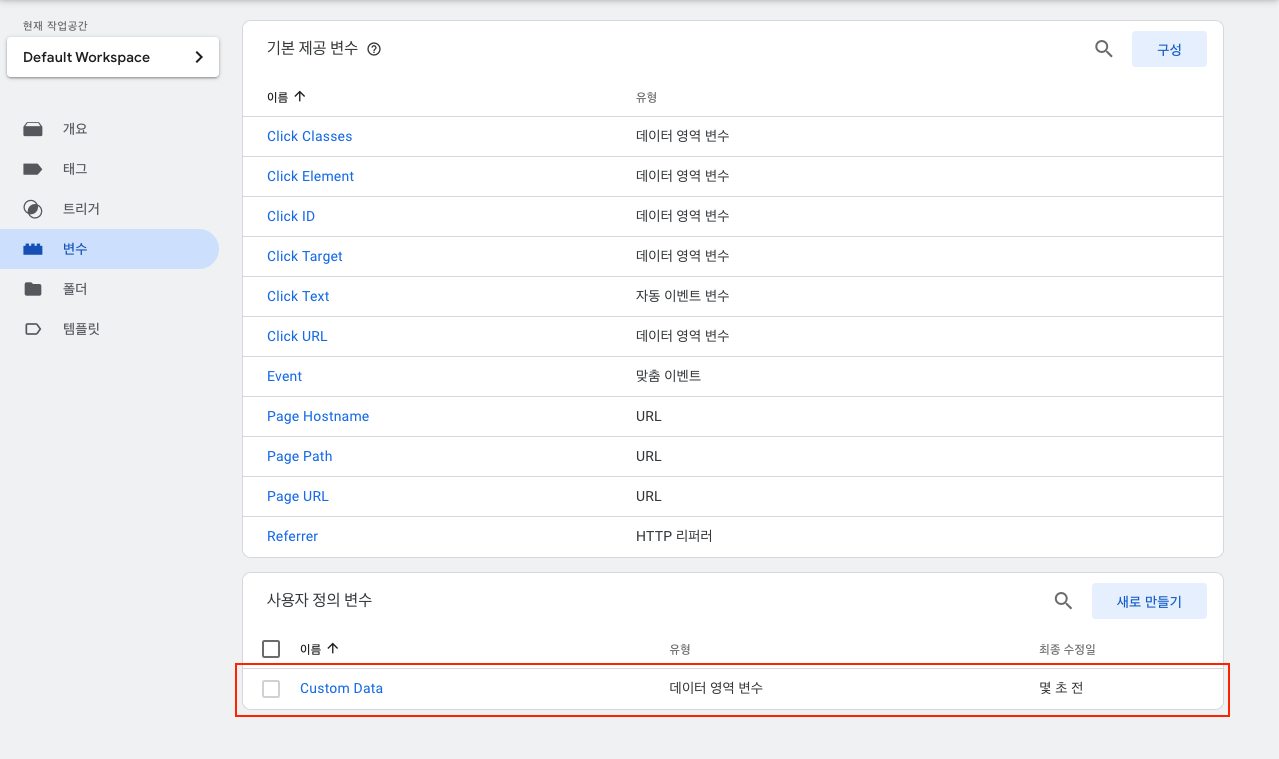 현재 작업공간
Default Workspace
개요
태그
트리거
변수
폴더
템플릿
기본 제공 변수
구성
이름 유형
Click Classes 데이터 영역 변수
Click Element 데이터 영역 변수
Click ID 데이터 영역 변수
Click Target 데이터 영역 변수
Click Text 자동 이벤트 변수
Click URL 데이터 영역 변수
Event 맞춤 이벤트
Page Hostname URL
Page Path URL
Page URL URL
Referrer HTTP 리퍼러
사용자 정의 변수
새로 만들기
이름 유형 최종 수정일
Custom Data 데이터 영역 변수 몇 초 전